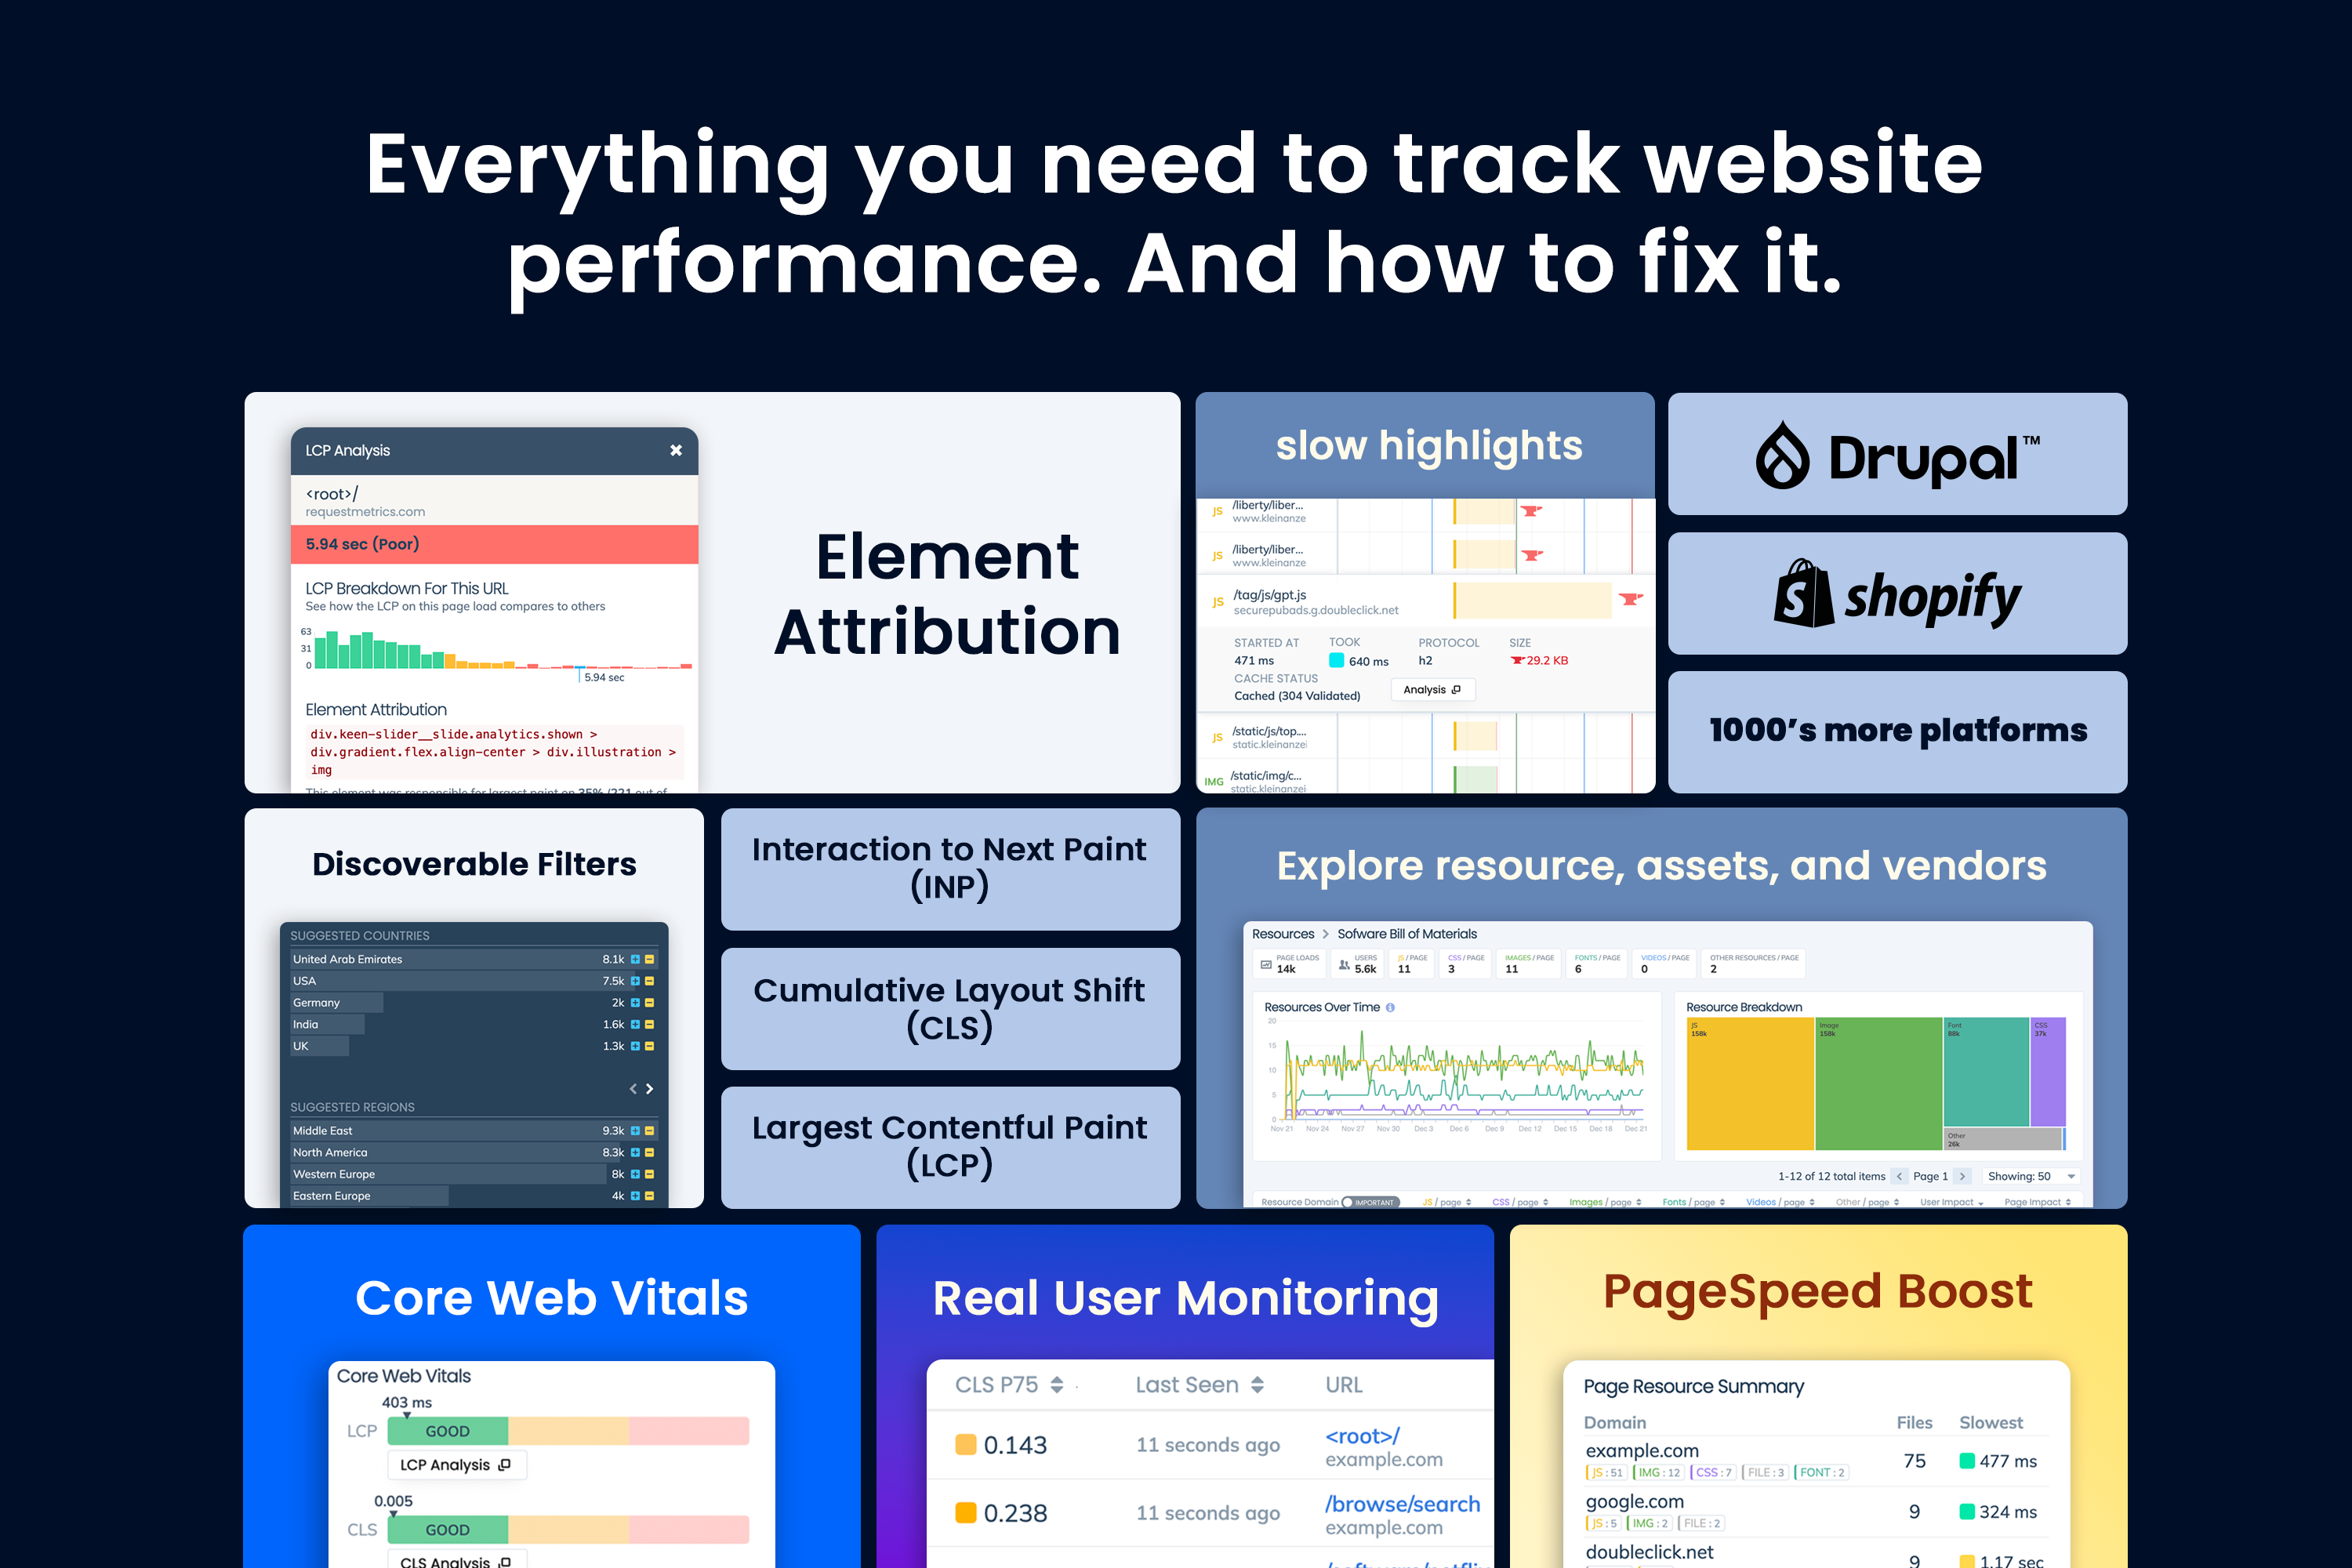 Everything you need to track website
performance. And how to fix it.
LCP Analysis
<root>/
requestmetrics.com
5.94 sec (Poor)
LCP Breakdown For This URL
See how the LCP on this page load compares to others
63
31
0
5.94 sec
Element Attribution
div.keen-slider__slide.analytics.shown >
div.gradient.flex.align-center > div.illustration >
img
This element was responsible for largest paint on 35% (221 out of
Element
Attribution
slow highlights
JS /liberty/liber...
www.kleinanze
JS /liberty/liber...
www.kleinanze
JS /tag/js/gpt.js
securepubads.g.doubleclick.net
STARTED AT TOOK PROTOCOL SIZE
471 ms 640 ms h2 29.2 KB
CACHE STATUS
Cached (304 Validated) Analysis
JS /static/js/top....
static.kleinanzei
IMG /static/img/c...
static.kleinanzei
Drupal™
shopify
1000's more platforms
Discoverable Filters
SUGGESTED COUNTRIES
United Arab Emirates 8.1k
USA 7.5k
Germany 2k
India 1.6k
UK 1.3k
SUGGESTED REGIONS
Middle East 9.3k
North America 8.3k
Western Europe 8k
Eastern Europe 4k
Interaction to Next Paint
(INP)
Cumulative Layout Shift
(CLS)
Largest Contentful Paint
(LCP)
Explore resource, assets, and vendors
Resources > Sofware Bill of Materials
PAGE LOADS USERS JS / PAGE CSS / PAGE IMAGES / PAGE FONTS / PAGE VIDEOS / PAGE OTHER RESOURCES / PAGE
14k 5.6k 11 3 11 6 0 2
Resources Over Time
20
15
10
5
0
Nov 21 Nov 24 Nov 27 Nov 30 Dec 3 Dec 6 Dec 9 Dec 12 Dec 15 Dec 18 Dec 21
Resource Breakdown
JS Image Font CSS
158k 158k 88k 37k
Other
26k
1-12 of 12 total items < Page 1 > Showing: 50
Resource Domain IMPORTANT JS / page CSS / page Images / page Fonts / page Videos / page Other / page User Impact Page Impact
Core Web Vitals
Core Web Vitals
403 ms
LCP GOOD
LCP Analysis
0.005
CLS GOOD
CLS Analysis
Real User Monitoring
CLS P75 Last Seen URL
0.143 11 seconds ago <root>/
example.com
0.238 11 seconds ago /browse/search
example.com
PageSpeed Boost
Page Resource Summary
Domain Files Slowest
example.com 75 477 ms
JS : 51 IMG : 12 CSS : 7 FILE : 3 FONT : 2
google.com 9 324 ms
JS : 5 IMG : 2 FILE : 2
doubleclick.net 9 1.17 sec